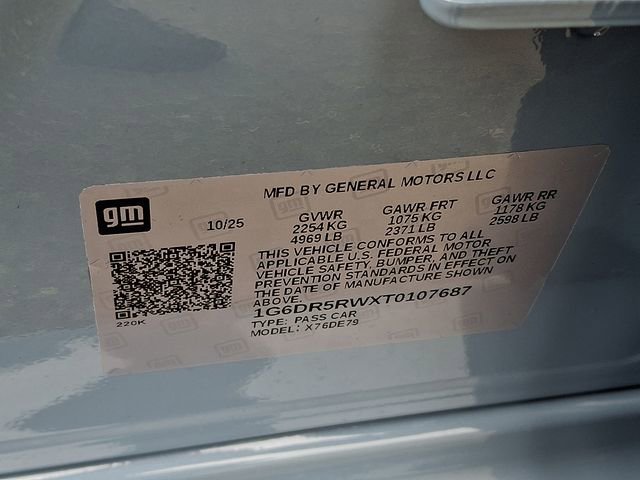 MFD BY GENERAL MOTORS LLC
gm
10/25
GVWR GAWR FRT GAWR RR
2254 KG 1075 KG 1178 KG
4969 LB 2371 LB 2598 LB
THIS VEHICLE CONFORMS TO ALL
APPLICABLE U.S. FEDERAL MOTOR
VEHICLE SAFETY, BUMPER, AND THEFT
PREVENTION STANDARDS IN EFFECT ON
THE DATE OF MANUFACTURE SHOWN
ABOVE.
1G6DR5RWXT0107687
220K
TYPE: PASS CAR
MODEL: X76DE79